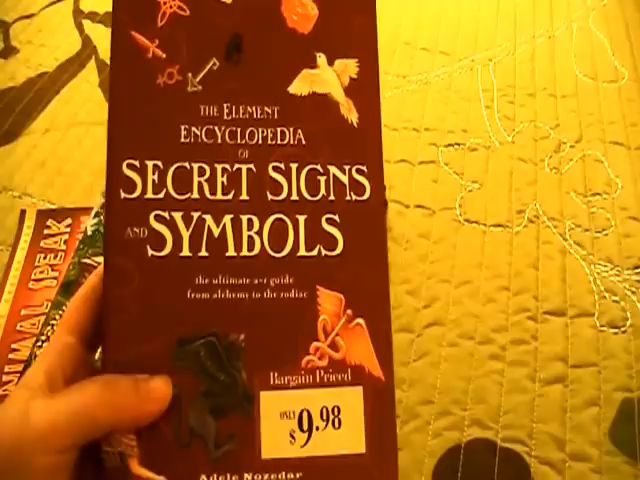 THE ELEMENT
ENCYCLOPEDIA
OF
SECRET SIGNS
AND SYMBOLS
the ultimate a-z guide
from alchemy to the zodiac
Bargain Priced
ONLY
$9.98
Adele Nozedar
NIMAL SPEAK